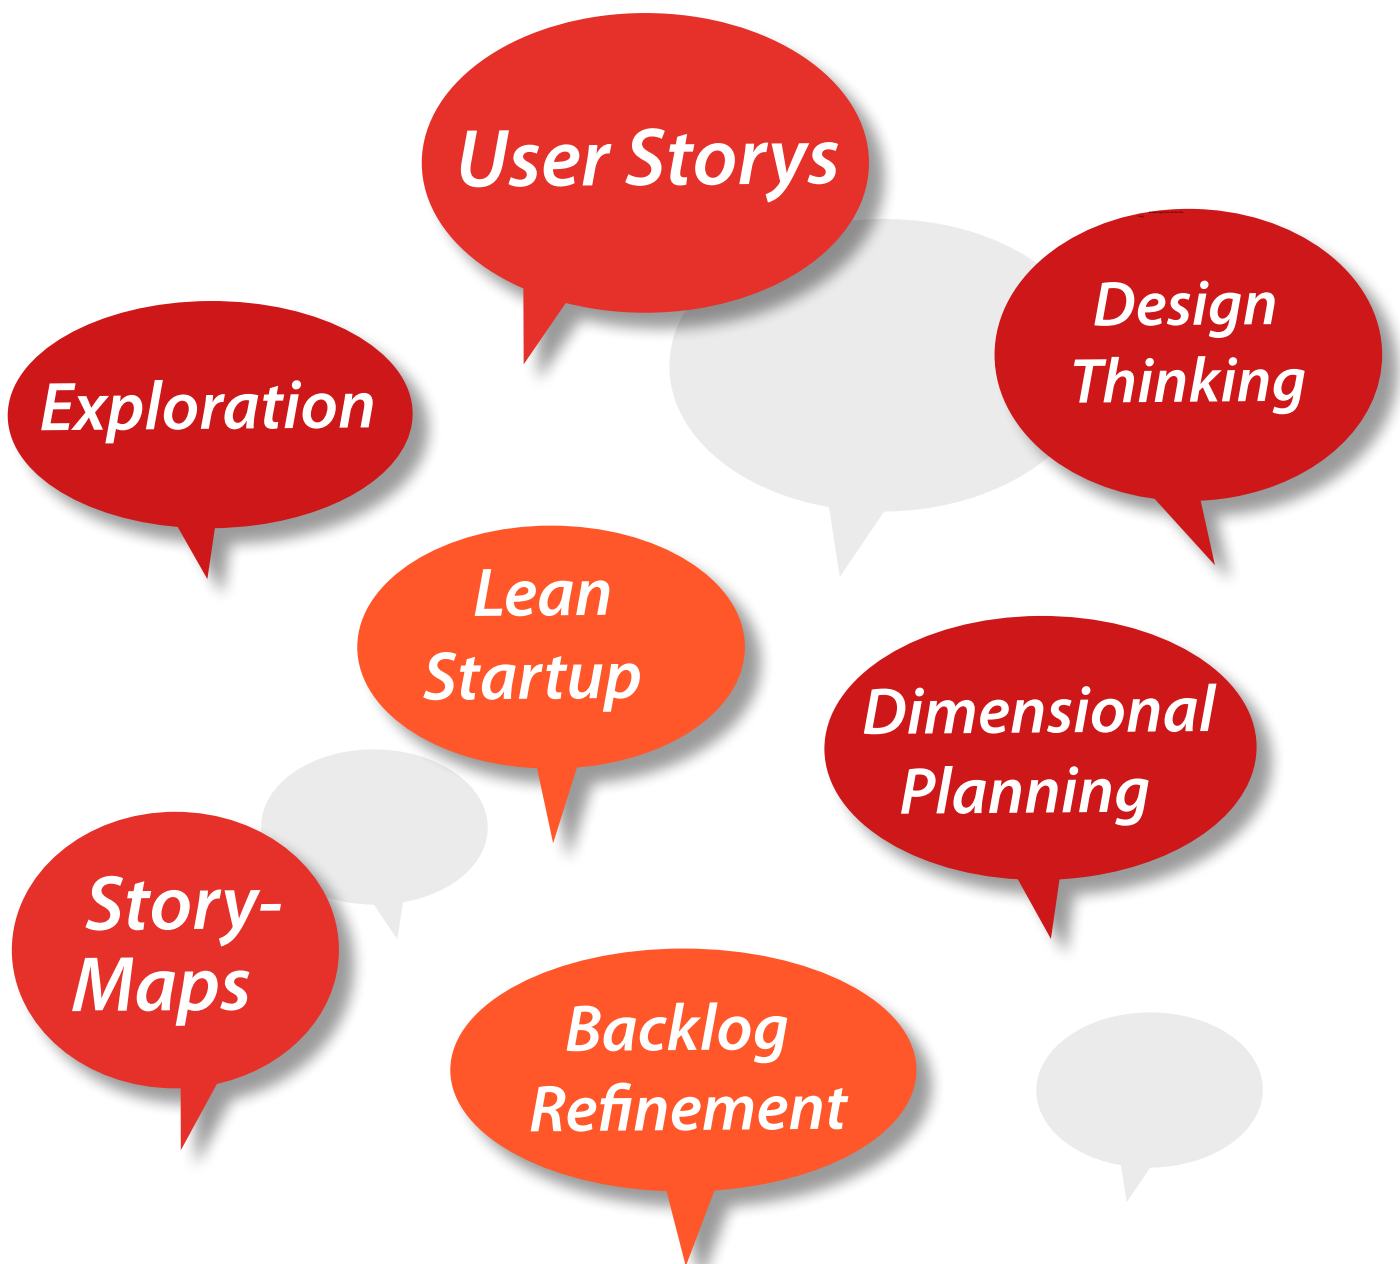 User Storys
Design
Thinking
Exploration
Lean
Startup
Dimensional
Planning
Story-
Maps
Backlog
Refinement